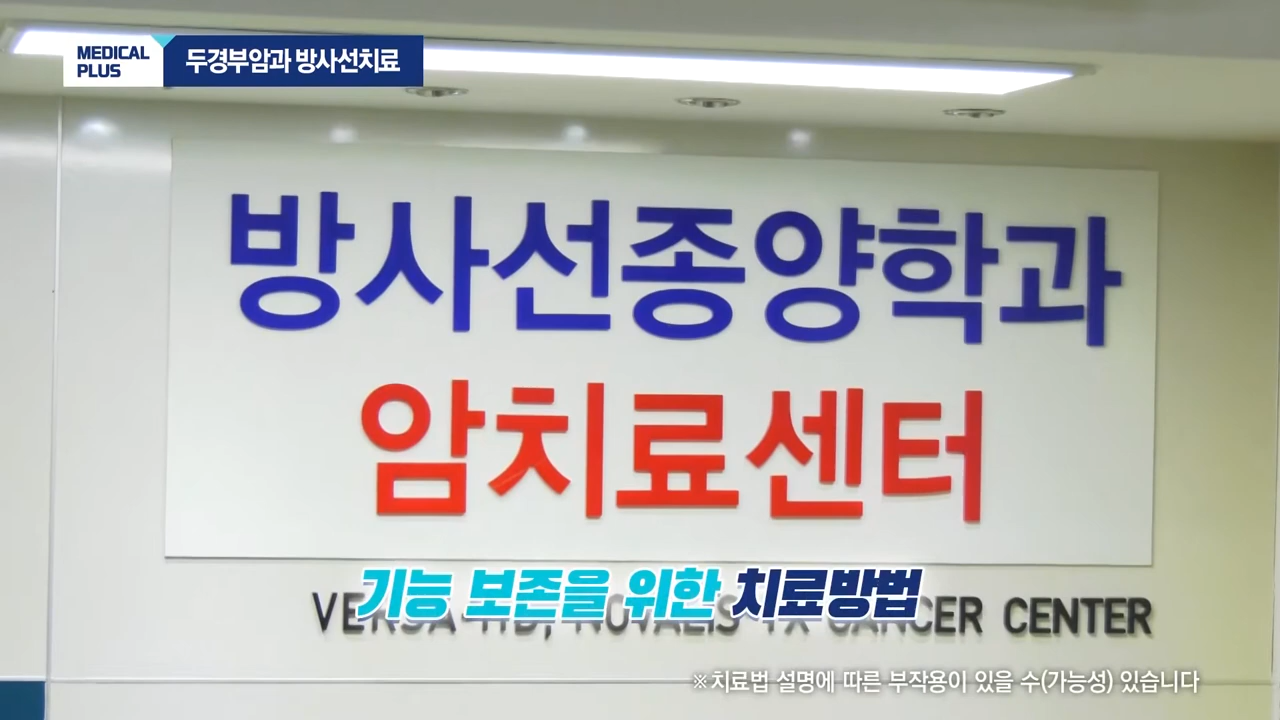 MEDICAL
PLUS
두경부암과 방사선치료
방사선종양학과
암치료센터
기능 보존을 위한 치료방법
CANCER CENTER
※치료법 설명에 따른 부작용이 있을 수(가능성) 있습니다